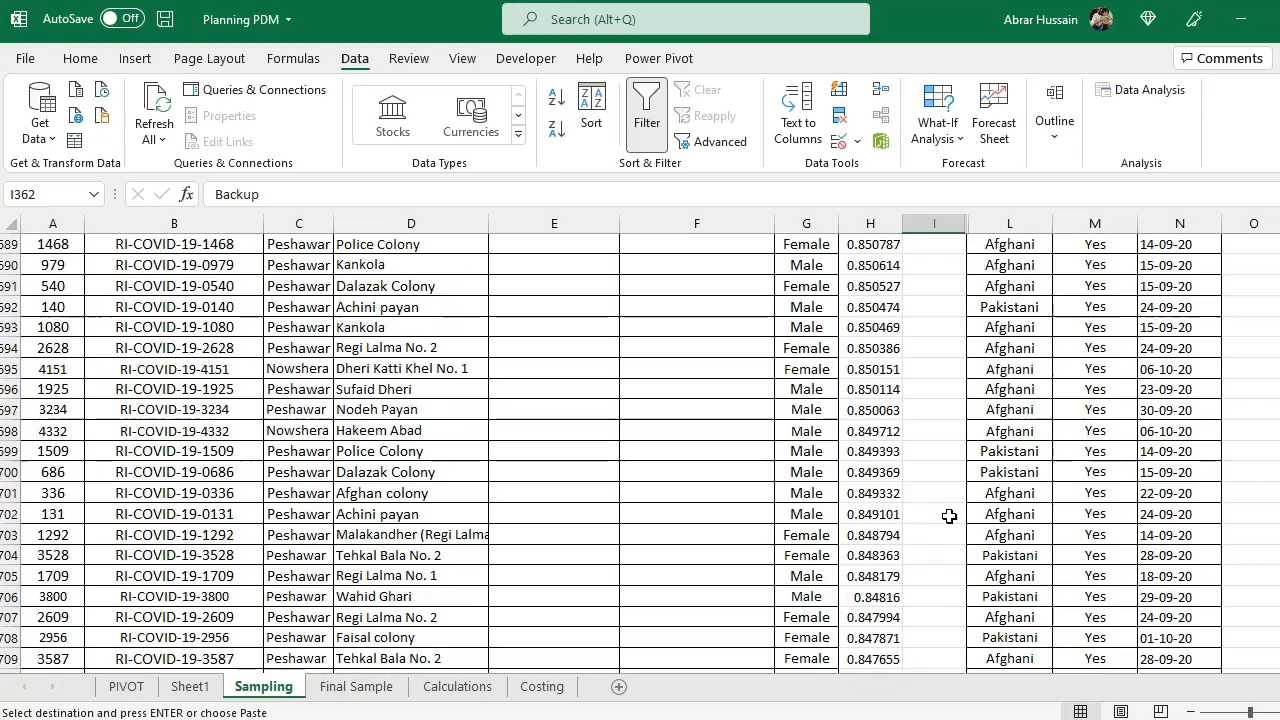 AutoSave Off Planning PDM Search (Alt+Q) Abrar Hussain
File Home Insert Page Layout Formulas Data Review View Developer Help Power Pivot Comments
Get Data Refresh All Queries & Connections Properties Edit Links Stocks Currencies Sort Filter Clear Reapply Advanced Text to Columns What-If Analysis Forecast Sheet Outline Data Analysis
Get & Transform Data Queries & Connections Data Types Sort & Filter Data Tools Forecast Analysis
I362 fx Backup
A B C D E F G H I L M N O
689 1468 RI-COVID-19-1468 Peshawar Police Colony Female 0.850787 Afghani Yes 14-09-20
690 979 RI-COVID-19-0979 Peshawar Kankola Male 0.850614 Afghani Yes 15-09-20
691 540 RI-COVID-19-0540 Peshawar Dalazak Colony Female 0.850527 Afghani Yes 15-09-20
692 140 RI-COVID-19-0140 Peshawar Achini payan Male 0.850474 Pakistani Yes 24-09-20
693 1080 RI-COVID-19-1080 Peshawar Kankola Male 0.850469 Afghani Yes 15-09-20
694 2628 RI-COVID-19-2628 Peshawar Regi Lalma No. 2 Female 0.850386 Afghani Yes 24-09-20
695 4151 RI-COVID-19-4151 Nowshera Dheri Katti Khel No. 1 Female 0.850151 Afghani Yes 06-10-20
696 1925 RI-COVID-19-1925 Peshawar Sufaid Dheri Male 0.850114 Afghani Yes 23-09-20
697 3234 RI-COVID-19-3234 Peshawar Nodeh Payan Male 0.850063 Afghani Yes 30-09-20
698 4332 RI-COVID-19-4332 Nowshera Hakeem Abad Male 0.849712 Afghani Yes 06-10-20
699 1509 RI-COVID-19-1509 Peshawar Police Colony Male 0.849393 Pakistani Yes 14-09-20
700 686 RI-COVID-19-0686 Peshawar Dalazak Colony Male 0.849369 Pakistani Yes 15-09-20
701 336 RI-COVID-19-0336 Peshawar Afghan colony Male 0.849332 Afghani Yes 22-09-20
702 131 RI-COVID-19-0131 Peshawar Achini payan Male 0.849101 Afghani Yes 24-09-20
703 1292 RI-COVID-19-1292 Peshawar Malakandher (Regi Lalma Female 0.848794 Afghani Yes 14-09-20
704 3528 RI-COVID-19-3528 Peshawar Tehkal Bala No. 2 Female 0.848363 Pakistani Yes 28-09-20
705 1709 RI-COVID-19-1709 Peshawar Regi Lalma No. 1 Male 0.848179 Afghani Yes 18-09-20
706 3800 RI-COVID-19-3800 Peshawar Wahid Ghari Male 0.84816 Pakistani Yes 29-09-20
707 2609 RI-COVID-19-2609 Peshawar Regi Lalma No. 2 Female 0.847994 Afghani Yes 24-09-20
708 2956 RI-COVID-19-2956 Peshawar Faisal colony Female 0.847871 Pakistani Yes 01-10-20
709 3587 RI-COVID-19-3587 Peshawar Tehkal Bala No. 2 Female 0.847655 Afghani Yes 28-09-20
PIVOT Sheet1 Sampling Final Sample Calculations Costing
Select destination and press ENTER or choose Paste